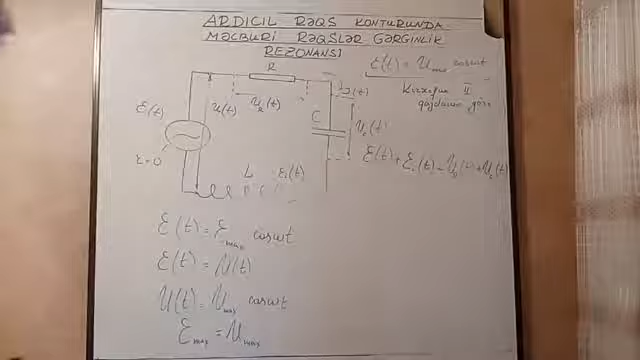 ARDICIL RƏQS KONTURUNDA
MƏCBURİ RƏQSLƏR GƏRGİNLİK
REZONANSI
R
ℰ(t) = U_max cosωt
Kirxhofun II
qaydasına görə
ℰ(t)
r=0
u(t)
U_R(t)
J(t)
C
U_c(t)
ℰ(t) + ℰ_i(t) = U_R(t) + U_c(t)
L
ℰ_i(t)
ℰ(t) = ℰ_max cosωt
ℰ(t) = U(t)
U(t) = U_max cosωt
ℰ_max = U_max